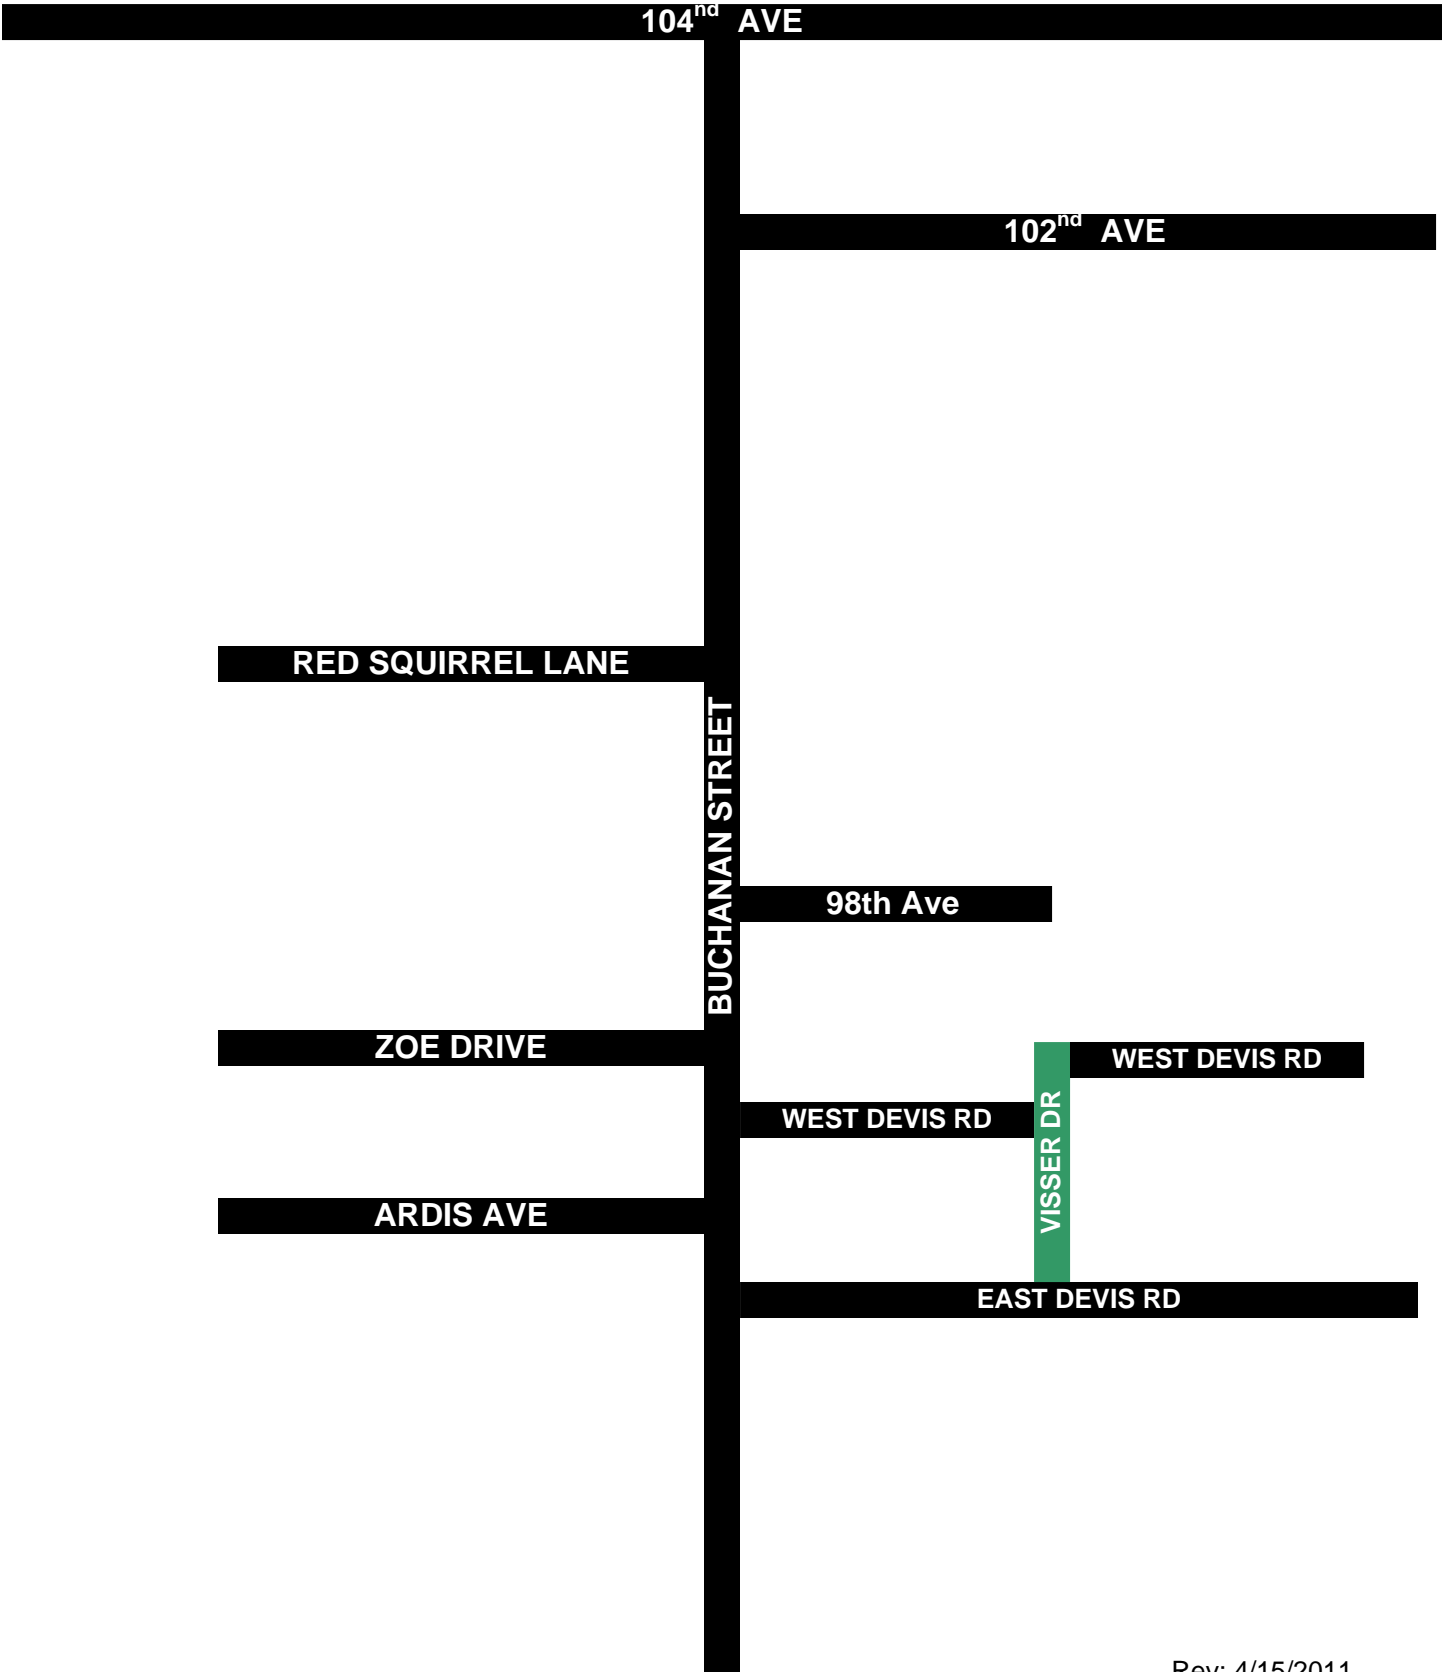 104nd AVE
102nd AVE
RED SQUIRREL LANE
BUCHANAN STREET
98th Ave
ZOE DRIVE
WEST DEVIS RD
WEST DEVIS RD
VISSER DR
ARDIS AVE
EAST DEVIS RD
Rev: 4/15/2011